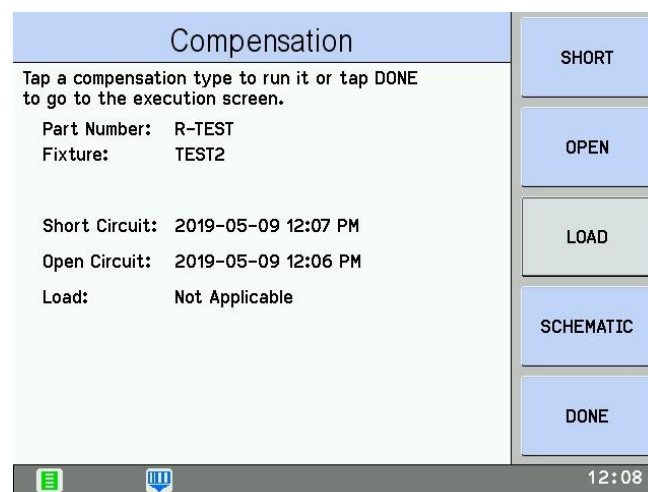 Compensation
Tap a compensation type to run it or tap DONE
to go to the execution screen.
Part Number: R-TEST
Fixture: TEST2
Short Circuit: 2019-05-09 12:07 PM
Open Circuit: 2019-05-09 12:06 PM
Load: Not Applicable
SHORT
OPEN
LOAD
SCHEMATIC
DONE
12:08